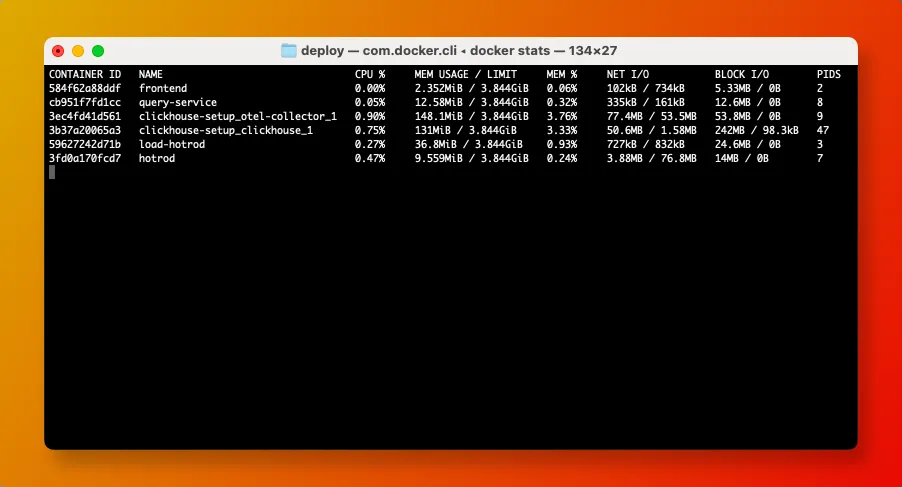 deploy — com.docker.cli ◂ docker stats — 134×27
CONTAINER ID NAME CPU % MEM USAGE / LIMIT MEM % NET I/O BLOCK I/O PIDS
584f62a88ddf frontend 0.00% 2.352MiB / 3.844GiB 0.06% 102kB / 734kB 5.33MB / 0B 2
cb951f7fd1cc query-service 0.05% 12.58MiB / 3.844GiB 0.32% 335kB / 161kB 12.6MB / 0B 8
3ec4fd41d561 clickhouse-setup_otel-collector_1 0.90% 148.1MiB / 3.844GiB 3.76% 77.4MB / 53.5MB 53.8MB / 0B 9
3b37a20065a3 clickhouse-setup_clickhouse_1 0.75% 131MiB / 3.844GiB 3.33% 50.6MB / 1.58MB 242MB / 98.3kB 47
59627242d71b load-hotrod 0.27% 36.8MiB / 3.844GiB 0.93% 727kB / 832kB 24.6MB / 0B 3
3fd0a170fcd7 hotrod 0.47% 9.559MiB / 3.844GiB 0.24% 3.88MB / 76.8MB 14MB / 0B 7